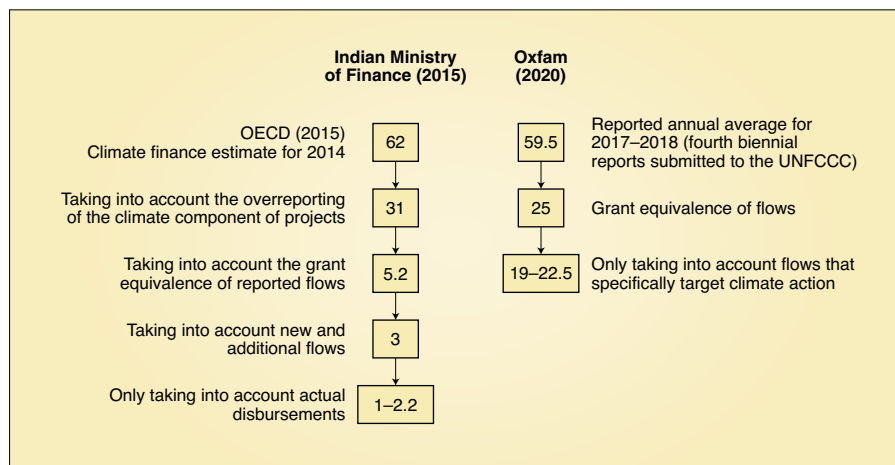 Indian Ministry
of Finance (2015)
Oxfam
(2020)
OECD (2015)
Climate finance estimate for 2014
62
59.5
Reported annual average for
2017–2018 (fourth biennial
reports submitted to the UNFCCC)
Taking into account the overreporting
of the climate component of projects
31
25
Grant equivalence of flows
Taking into account the grant
equivalence of reported flows
5.2
19–22.5
Only taking into account flows that
specifically target climate action
Taking into account new and
additional flows
3
Only taking into account actual
disbursements
1–2.2